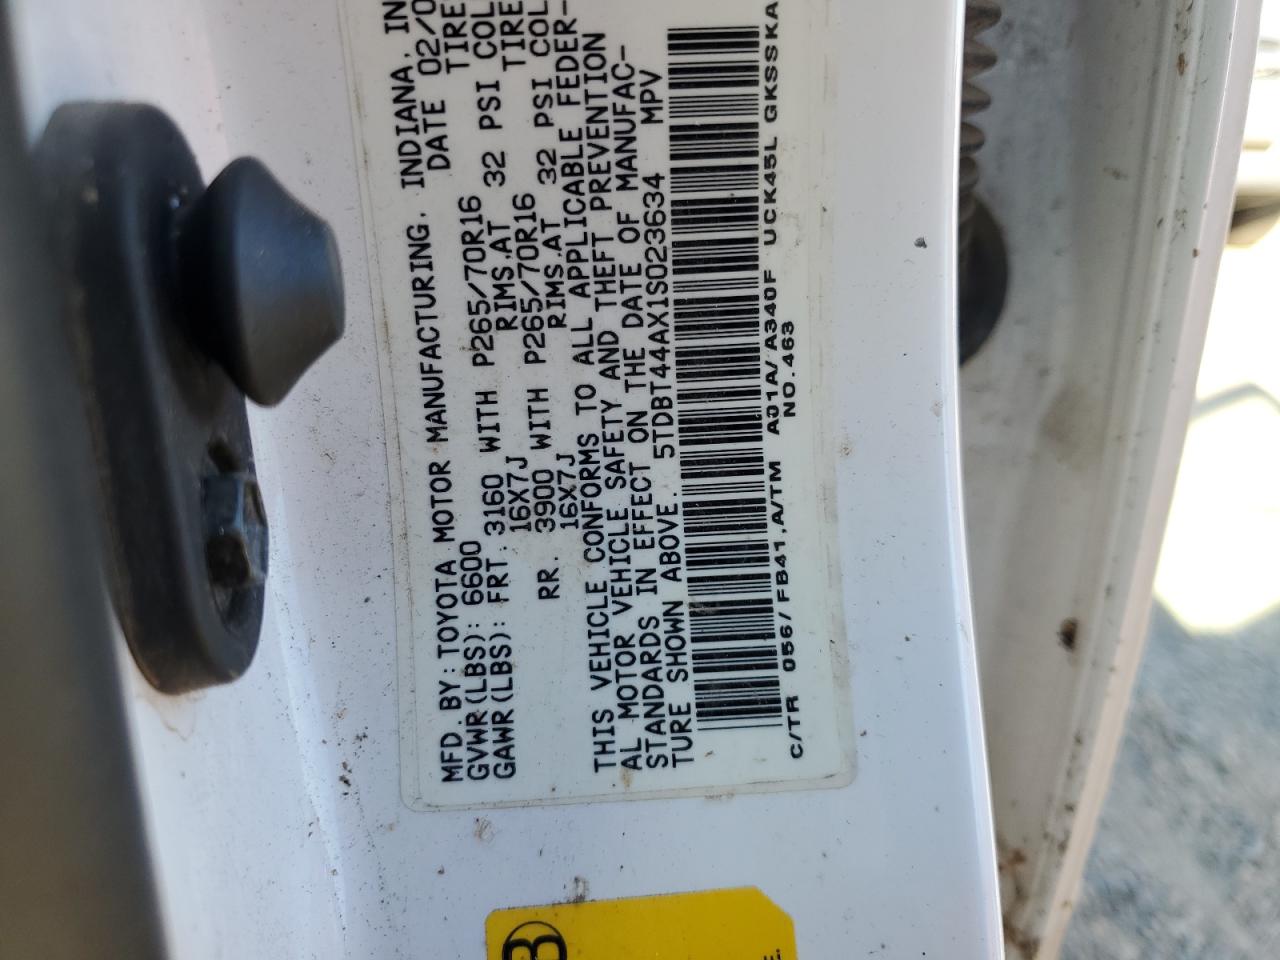 MFD. BY: TOYOTA MOTOR MANUFACTURING, INDIANA, IN
GVWR(LBS): 6600 DATE 02/0
GAWR(LBS): FRT. 3160 WITH P265/70R16 TIRE
16X7J RIMS,AT 32 PSI COL
RR. 3900 WITH P265/70R16 TIRE
16X7J RIMS,AT 32 PSI COL
THIS VEHICLE CONFORMS TO ALL APPLICABLE FEDER-
AL MOTOR VEHICLE SAFETY AND THEFT PREVENTION
STANDARDS IN EFFECT ON THE DATE OF MANUFAC-
TURE SHOWN ABOVE. 5TDBT44AX1S023634 MPV
C/TR 056/FB41,A/TM A01A/A340F UCK45L GKSSKA
NO.463
B
E.